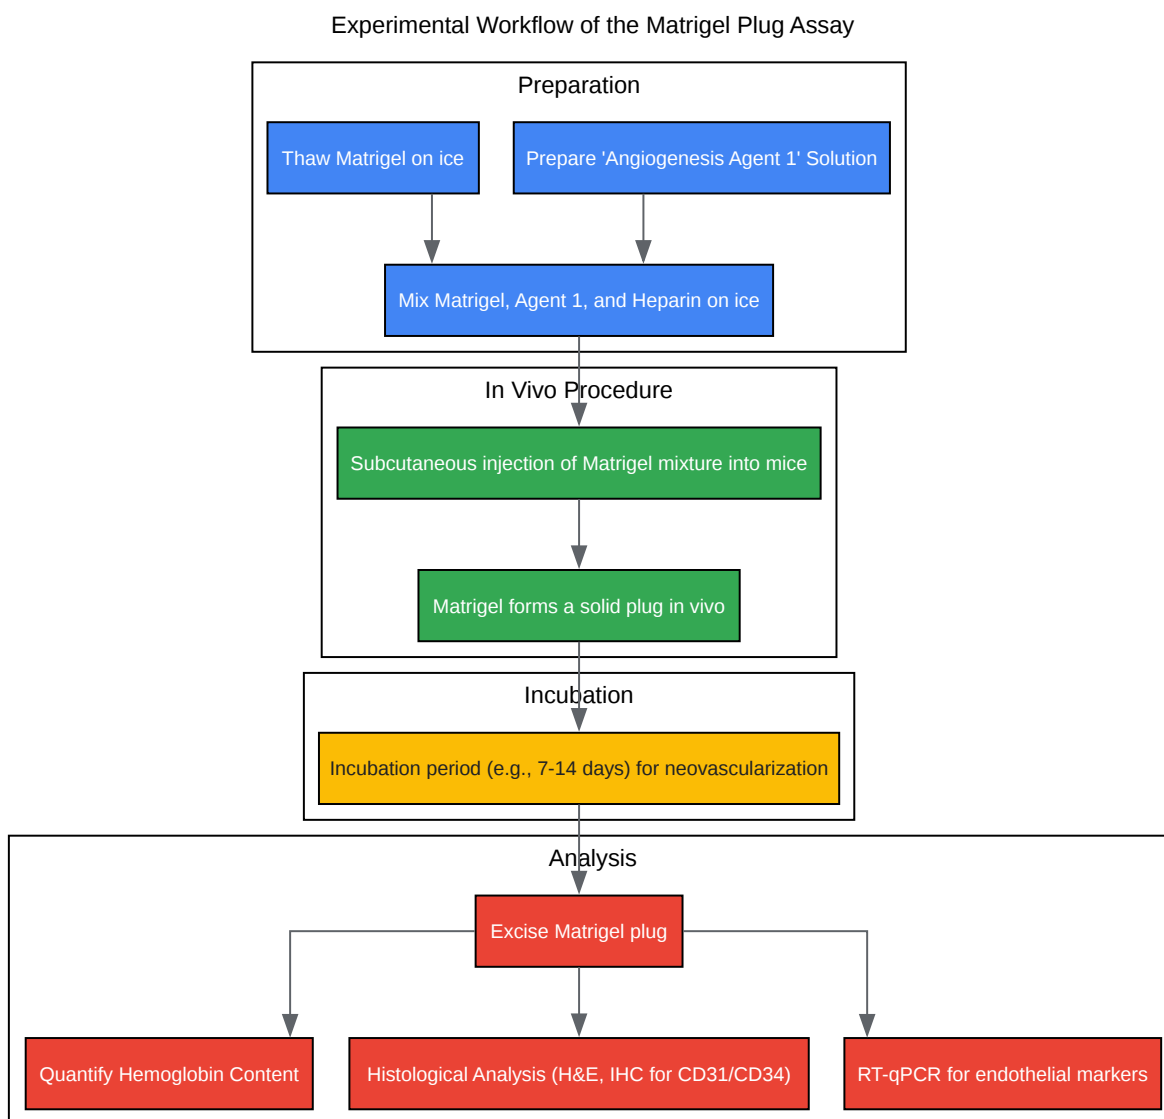 Experimental Workflow of the Matrigel Plug Assay
Preparation
Thaw Matrigel on ice
Prepare 'Angiogenesis Agent 1' Solution
Mix Matrigel, Agent 1, and Heparin on ice
In Vivo Procedure
Subcutaneous injection of Matrigel mixture into mice
Matrigel forms a solid plug in vivo
Incubation
Incubation period (e.g., 7-14 days) for neovascularization
Analysis
Excise Matrigel plug
Quantify Hemoglobin Content
Histological Analysis (H&E, IHC for CD31/CD34)
RT-qPCR for endothelial markers